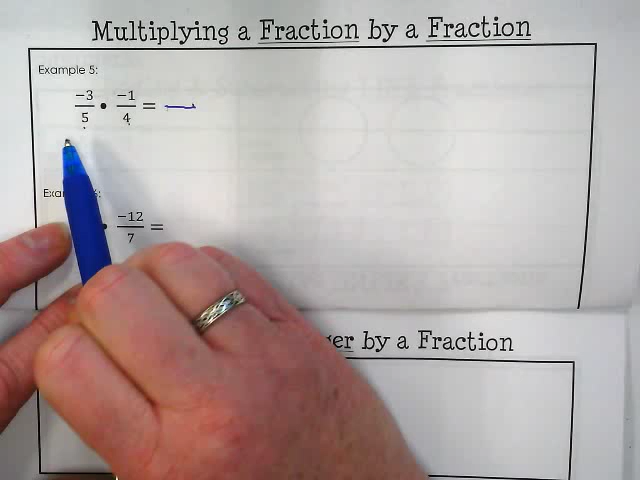 Multiplying a Fraction by a Fraction
Example 5:
−3/5 • −1/4 =
• −12/7 =
by a Fraction